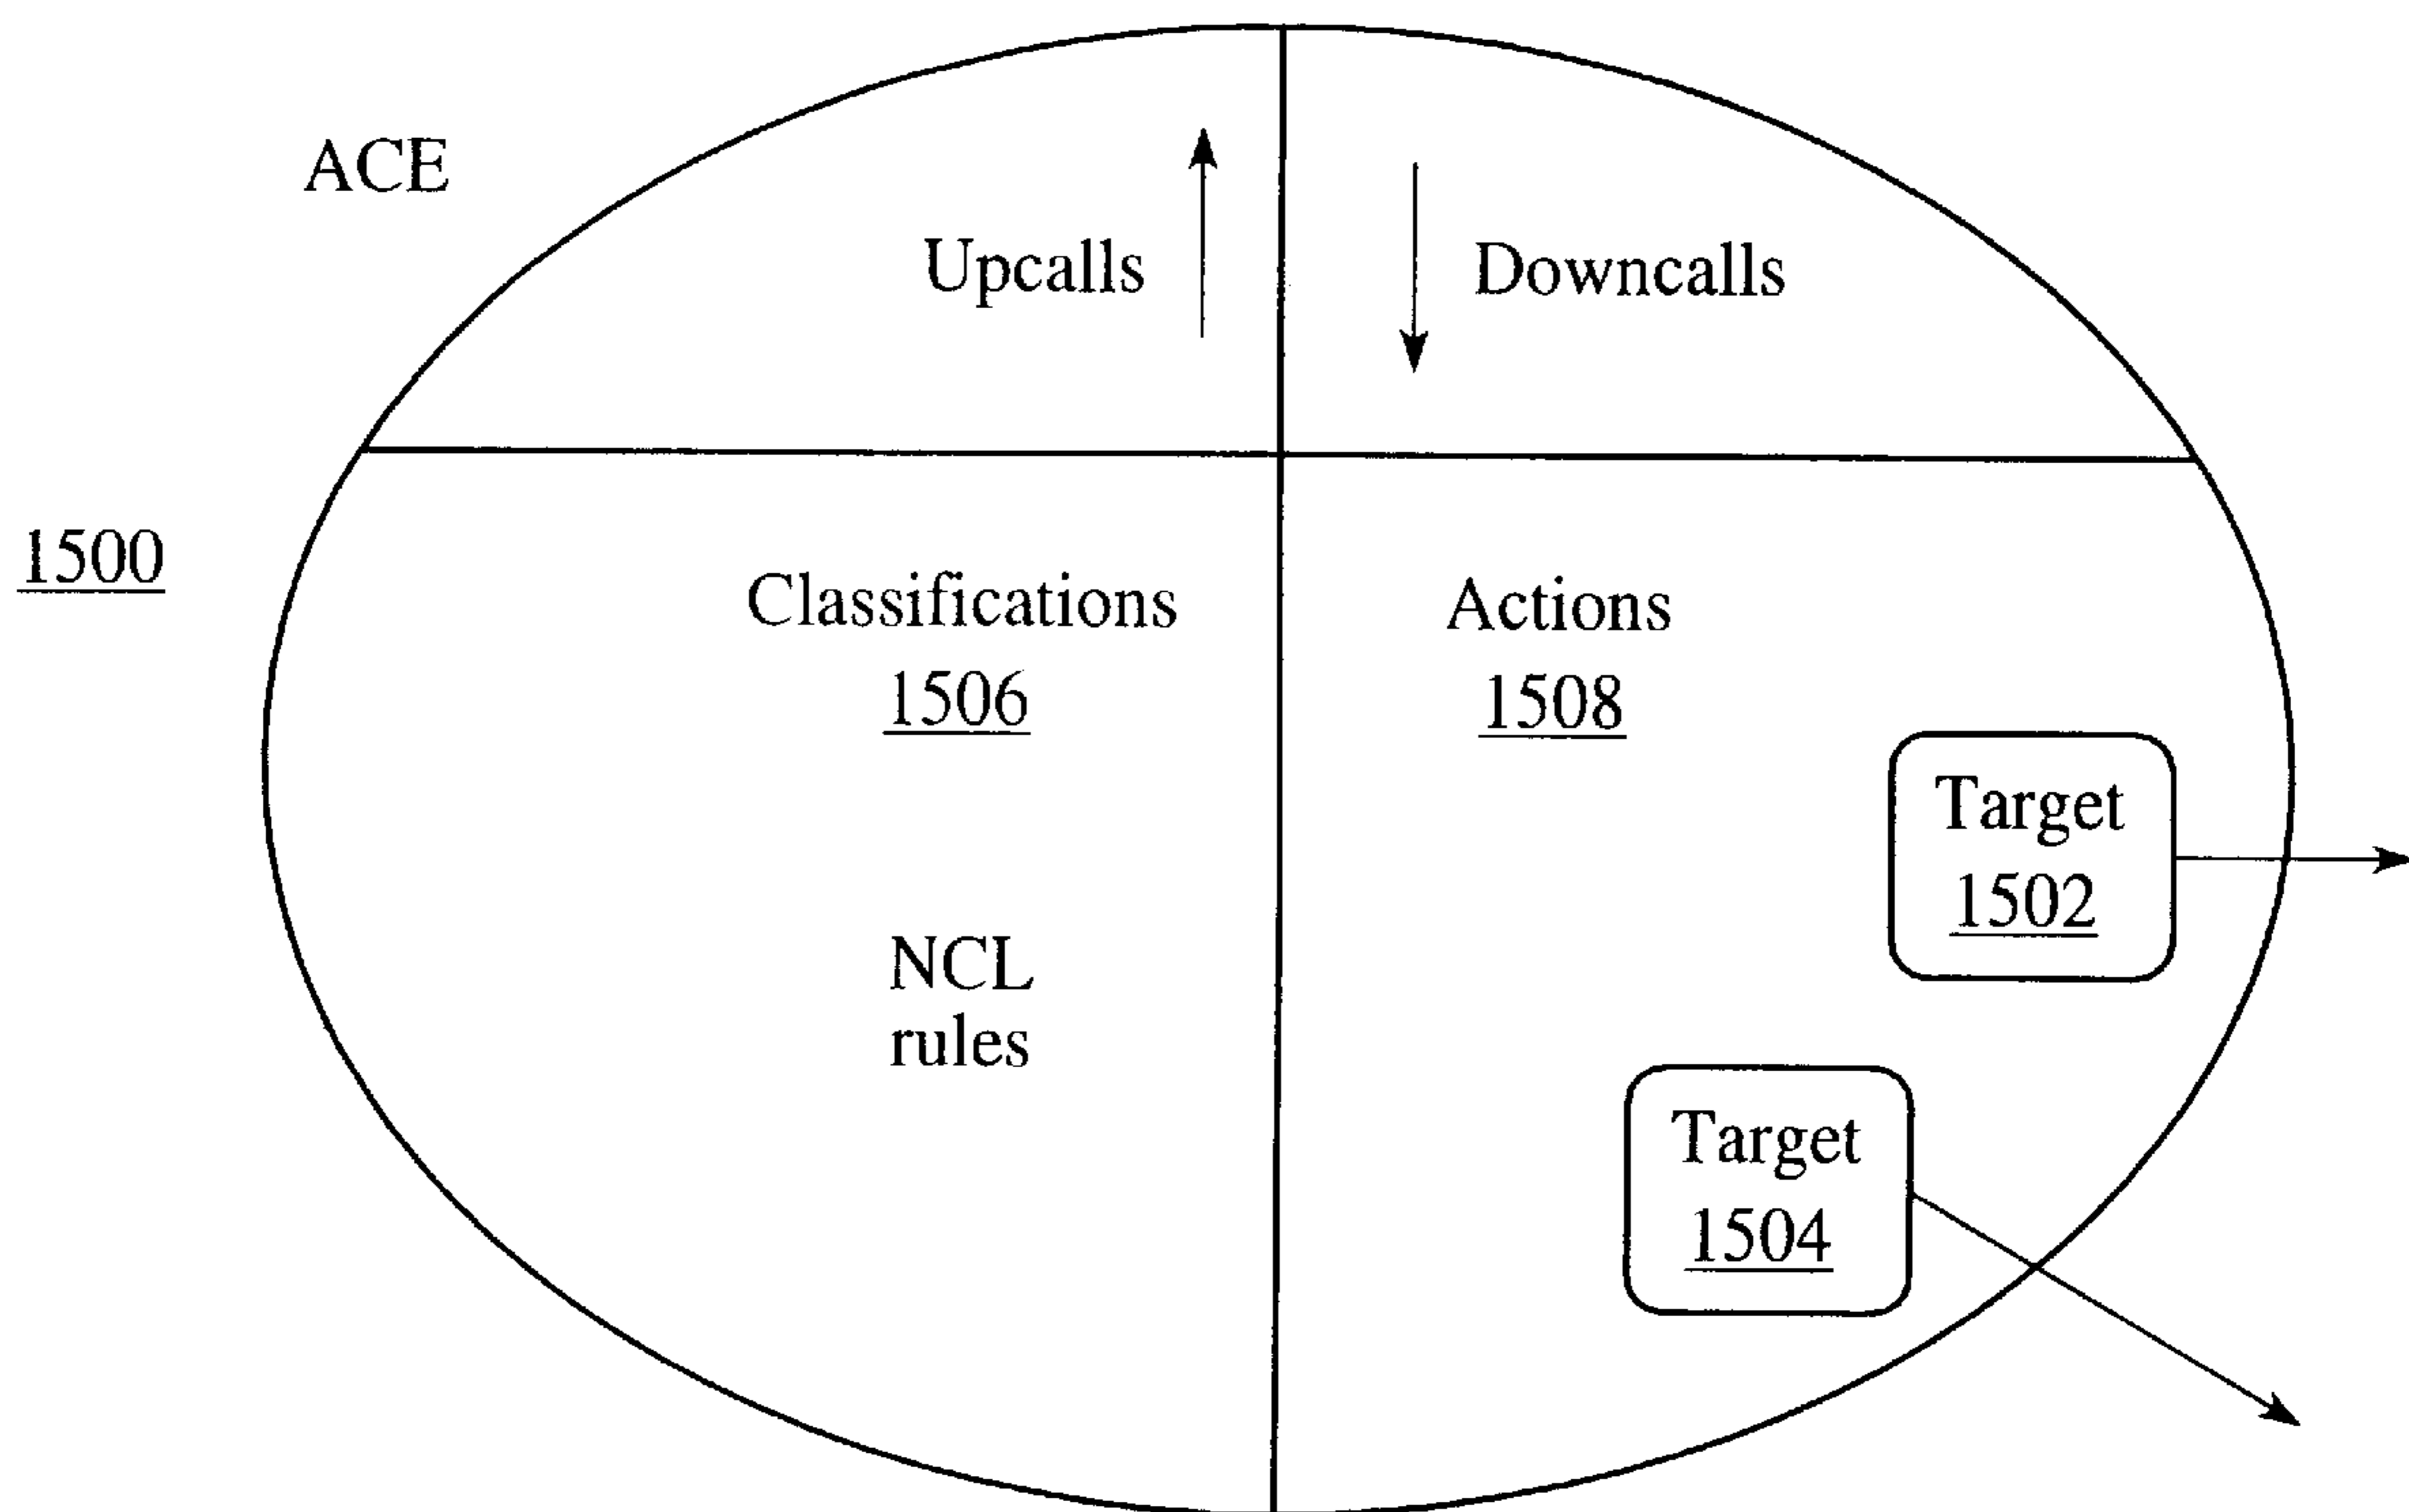 ACE
Upcalls
Downcalls
1500
Classifications
1506
Actions
1508
Target
1502
NCL
rules
Target
1504